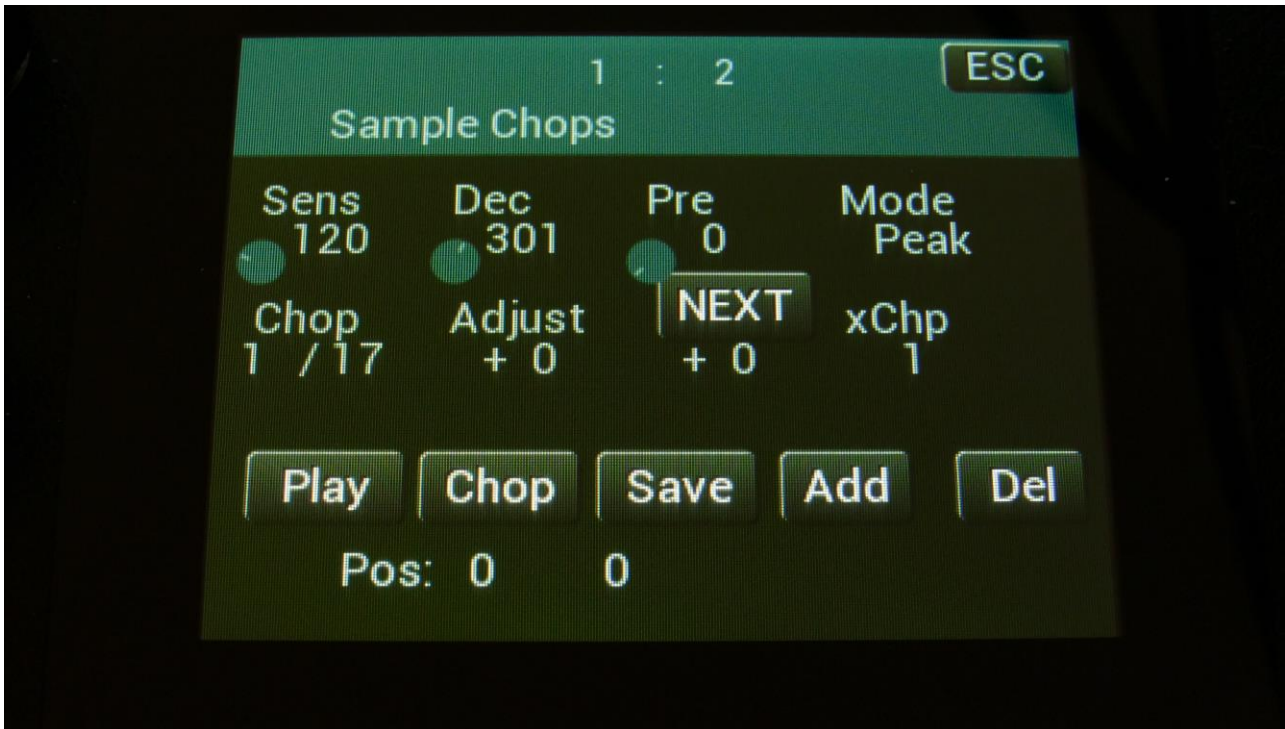 1 : 2 ESC
Sample Chops
Sens Dec Pre Mode
120 301 0 Peak
NEXT
Chop Adjust xChp
1 / 17 + 0 + 0 1
Play Chop Save Add Del
Pos: 0 0